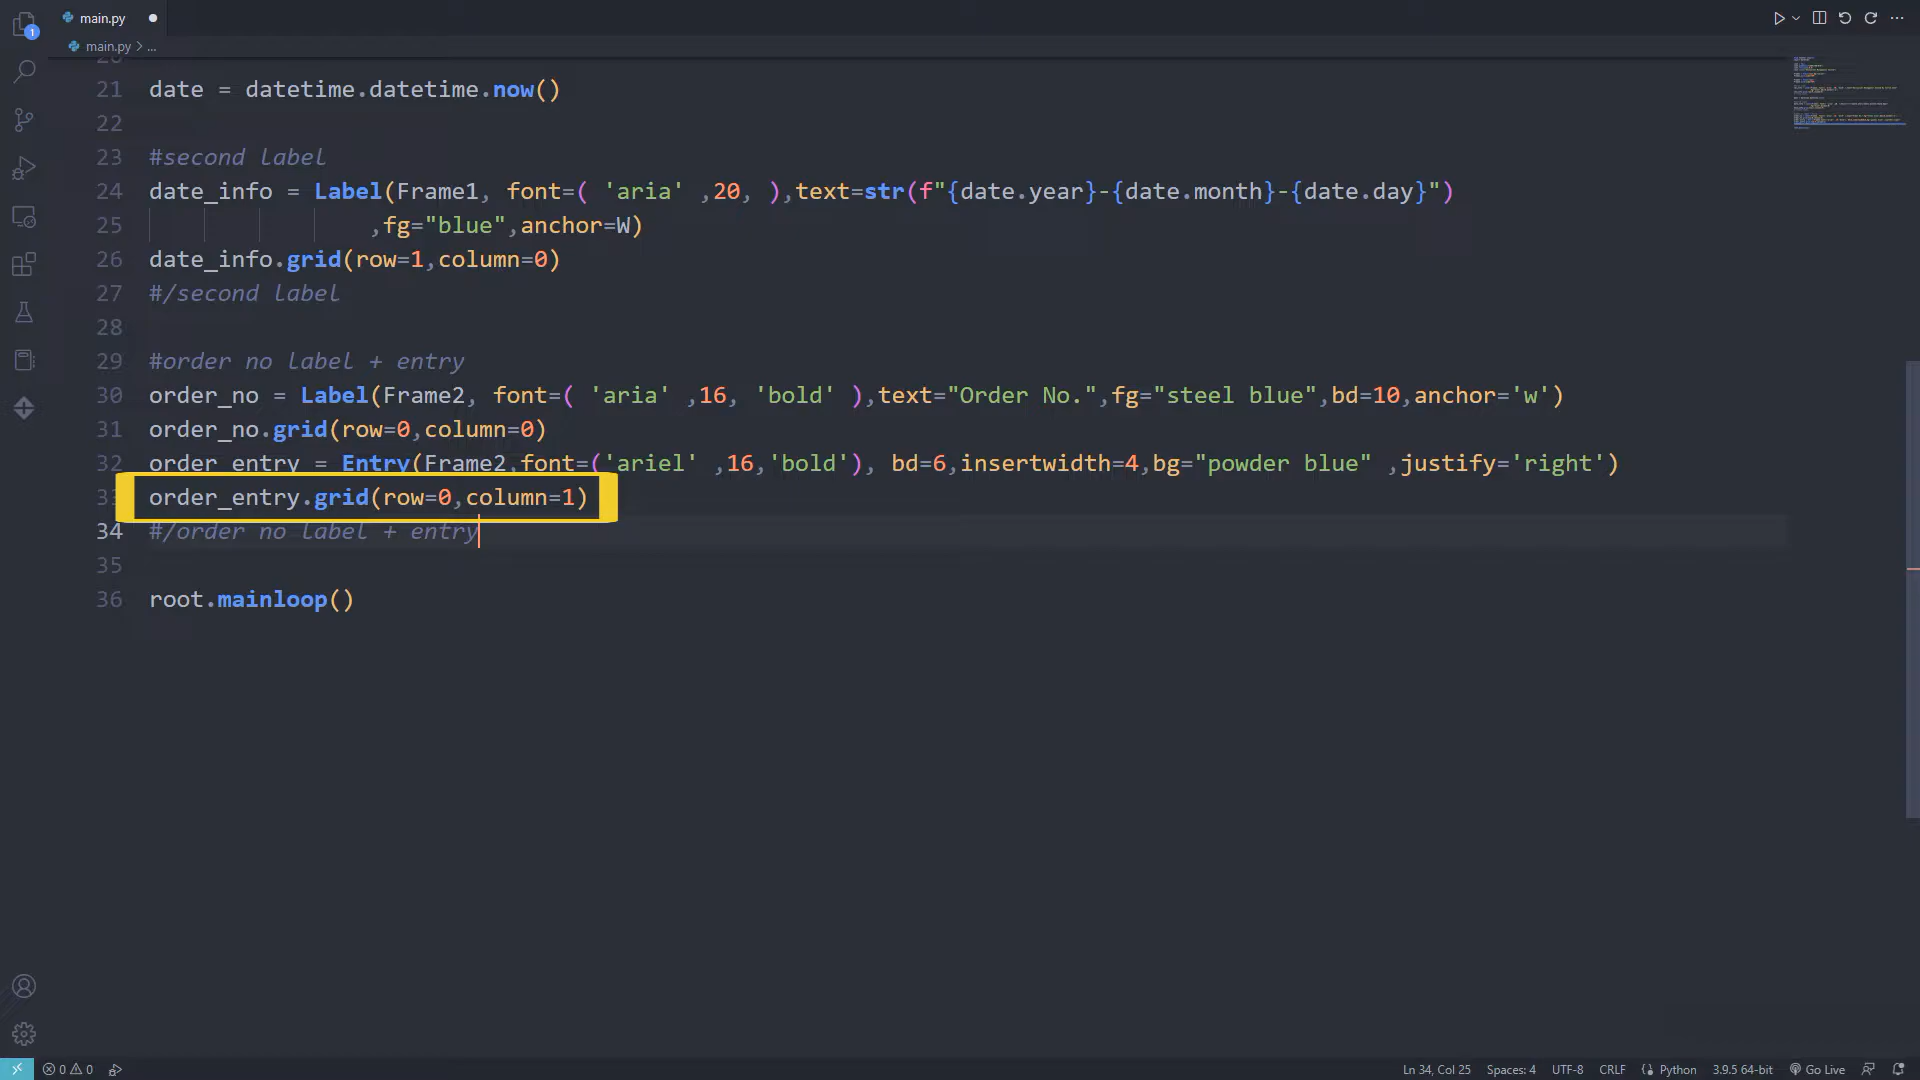 main.py
main.py > ...
1
20
21 date = datetime.datetime.now()
22
23 #second label
24 date_info = Label(Frame1, font=( 'aria' ,20, ),text=str(f"{date.year}-{date.month}-{date.day}")
25 ,fg="blue",anchor=W)
26 date_info.grid(row=1,column=0)
27 #/second label
28
29 #order no label + entry
30 order_no = Label(Frame2, font=( 'aria' ,16, 'bold' ),text="Order No.",fg="steel blue",bd=10,anchor='w')
31 order_no.grid(row=0,column=0)
32 order_entry = Entry(Frame2,font=('ariel' ,16,'bold'), bd=6,insertwidth=4,bg="powder blue" ,justify='right')
33 order_entry.grid(row=0,column=1)
34 #/order no label + entry
35
36 root.mainloop()
0 0 Ln 34, Col 25 Spaces: 4 UTF-8 CRLF Python 3.9.5 64-bit Go Live